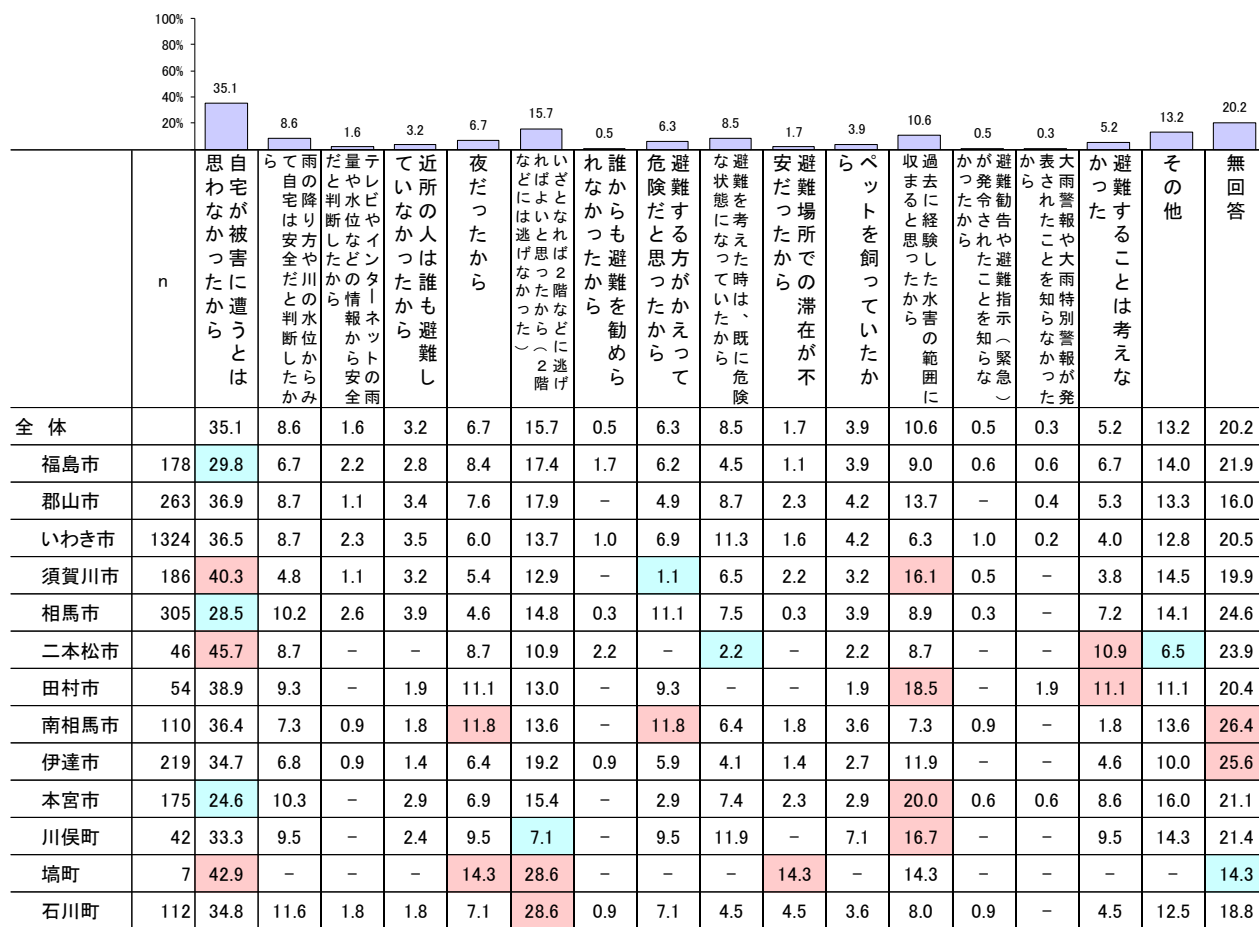 100%
80%
60%
40%
20%
35.1
8.6
1.6
3.2
6.7
15.7
0.5
6.3
8.5
1.7
3.9
10.6
0.5
0.3
5.2
13.2
20.2
n
自宅が被害に遭うとは
思わなかったから
雨の降り方や川の水位からみ
て自宅は安全だと判断したか
ら
テレビやインターネットの雨
量や水位などの情報から安全
だと判断したから
近所の人は誰も避難し
ていなかったから
夜だったから
いざとなれば2階などに逃げ
ればよいと思ったから(2階
などには逃げなかった)
誰からも避難を勧めら
れなかったから
避難する方がかえって
危険だと思ったから
避難を考えた時は、既に危険
な状態になっていたから
避難場所での滞在が不
安だったから
ペットを飼っていたか
ら
過去に経験した水害の範囲に
収まると思ったから
避難勧告や避難指示(緊急)
が発令されたことを知らな
かったから
大雨警報や大雨特別警報が発
表されたことを知らなかった
から
避難することは考えな
かった
その他
無回答
全 体 35.1 8.6 1.6 3.2 6.7 15.7 0.5 6.3 8.5 1.7 3.9 10.6 0.5 0.3 5.2 13.2 20.2
福島市 178 29.8 6.7 2.2 2.8 8.4 17.4 1.7 6.2 4.5 1.1 3.9 9.0 0.6 0.6 6.7 14.0 21.9
郡山市 263 36.9 8.7 1.1 3.4 7.6 17.9 − 4.9 8.7 2.3 4.2 13.7 − 0.4 5.3 13.3 16.0
いわき市 1324 36.5 8.7 2.3 3.5 6.0 13.7 1.0 6.9 11.3 1.6 4.2 6.3 1.0 0.2 4.0 12.8 20.5
須賀川市 186 40.3 4.8 1.1 3.2 5.4 12.9 − 1.1 6.5 2.2 3.2 16.1 0.5 − 3.8 14.5 19.9
相馬市 305 28.5 10.2 2.6 3.9 4.6 14.8 0.3 11.1 7.5 0.3 3.9 8.9 0.3 − 7.2 14.1 24.6
二本松市 46 45.7 8.7 − − 8.7 10.9 2.2 − 2.2 − 2.2 8.7 − − 10.9 6.5 23.9
田村市 54 38.9 9.3 − 1.9 11.1 13.0 − 9.3 − − 1.9 18.5 − 1.9 11.1 11.1 20.4
南相馬市 110 36.4 7.3 0.9 1.8 11.8 13.6 − 11.8 6.4 1.8 3.6 7.3 0.9 − 1.8 13.6 26.4
伊達市 219 34.7 6.8 0.9 1.4 6.4 19.2 0.9 5.9 4.1 1.4 2.7 11.9 − − 4.6 10.0 25.6
本宮市 175 24.6 10.3 − 2.9 6.9 15.4 − 2.9 7.4 2.3 2.9 20.0 0.6 0.6 8.6 16.0 21.1
川俣町 42 33.3 9.5 − 2.4 9.5 7.1 − 9.5 11.9 − 7.1 16.7 − − 9.5 14.3 21.4
塙町 7 42.9 − − − 14.3 28.6 − − − 14.3 − 14.3 − − − − 14.3
石川町 112 34.8 11.6 1.8 1.8 7.1 28.6 0.9 7.1 4.5 4.5 3.6 8.0 0.9 − 4.5 12.5 18.8